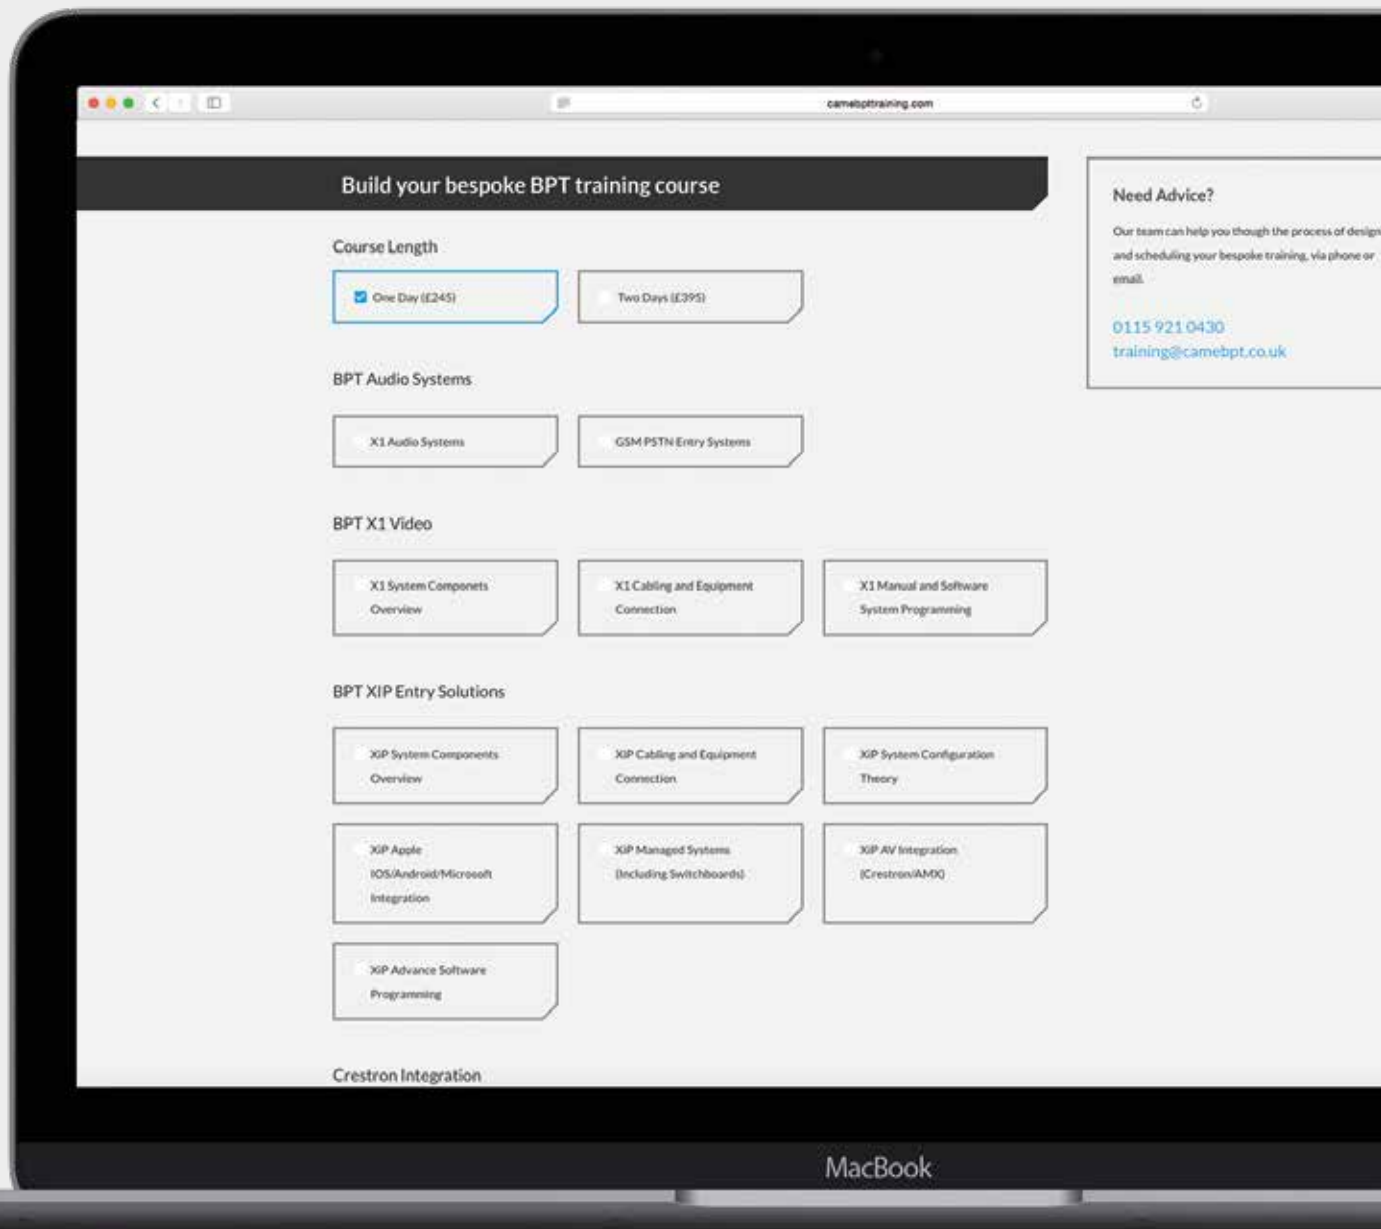 camebpttraining.com
Build your bespoke BPT training course
Need Advice?
Our team can help you though the process of design
and scheduling your bespoke training, via phone or
email.
0115 921 0430
training@camebpt.co.uk
Course Length
One Day (£245)
Two Days (£395)
BPT Audio Systems
X1 Audio Systems
GSM PSTN Entry Systems
BPT X1 Video
X1 System Componets
Overview
X1 Cabling and Equipment
Connection
X1 Manual and Software
System Programming
BPT XIP Entry Solutions
XiP System Components
Overview
XiP Cabling and Equipment
Connection
XiP System Configuration
Theory
XiP Apple
IOS/Android/Microsoft
Integration
XiP Managed Systems
(Including Switchboards)
XiP AV Integration
(Crestron/AMX)
XiP Advance Software
Programming
Crestron Integration
MacBook